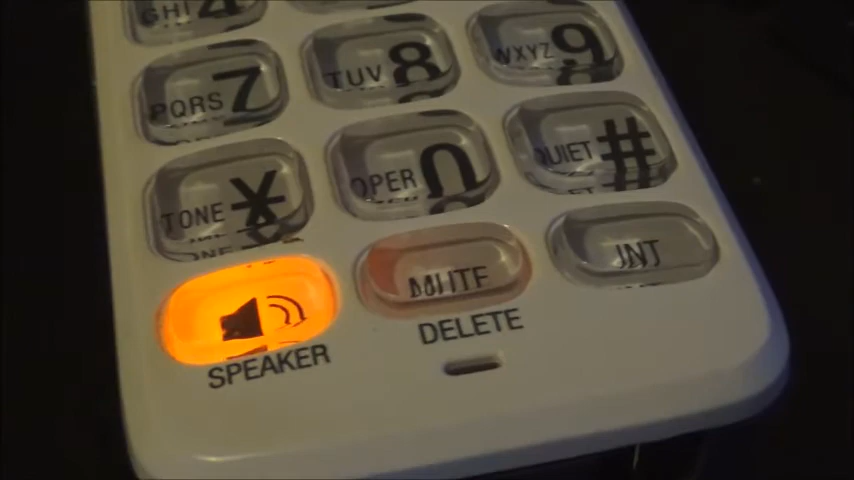 GHI 4
PQRS 7
TUV 8
WXYZ 9
TONE *
OPER 0
QUIET #
MUTE
INT
SPEAKER
DELETE